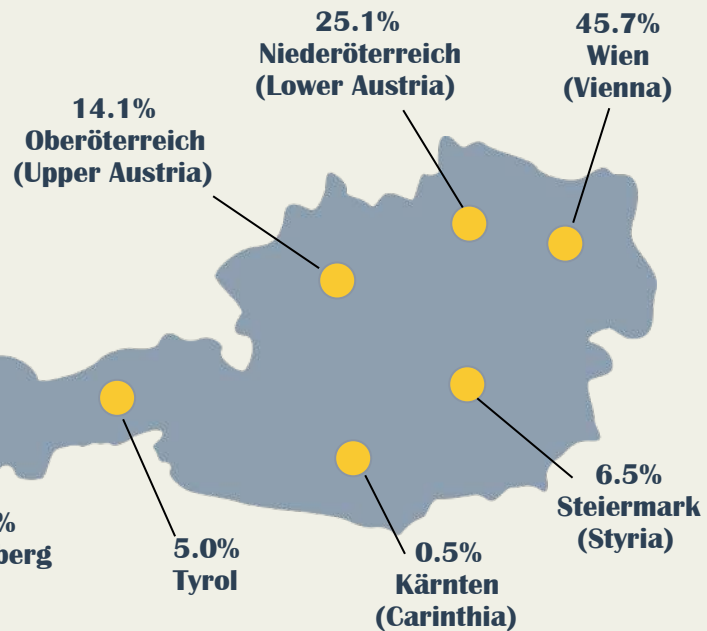 25.1%
Niederöterreich
(Lower Austria)
45.7%
Wien
(Vienna)
14.1%
Oberöterreich
(Upper Austria)
%
berg
5.0%
Tyrol
0.5%
Kärnten
(Carinthia)
6.5%
Steiermark
(Styria)